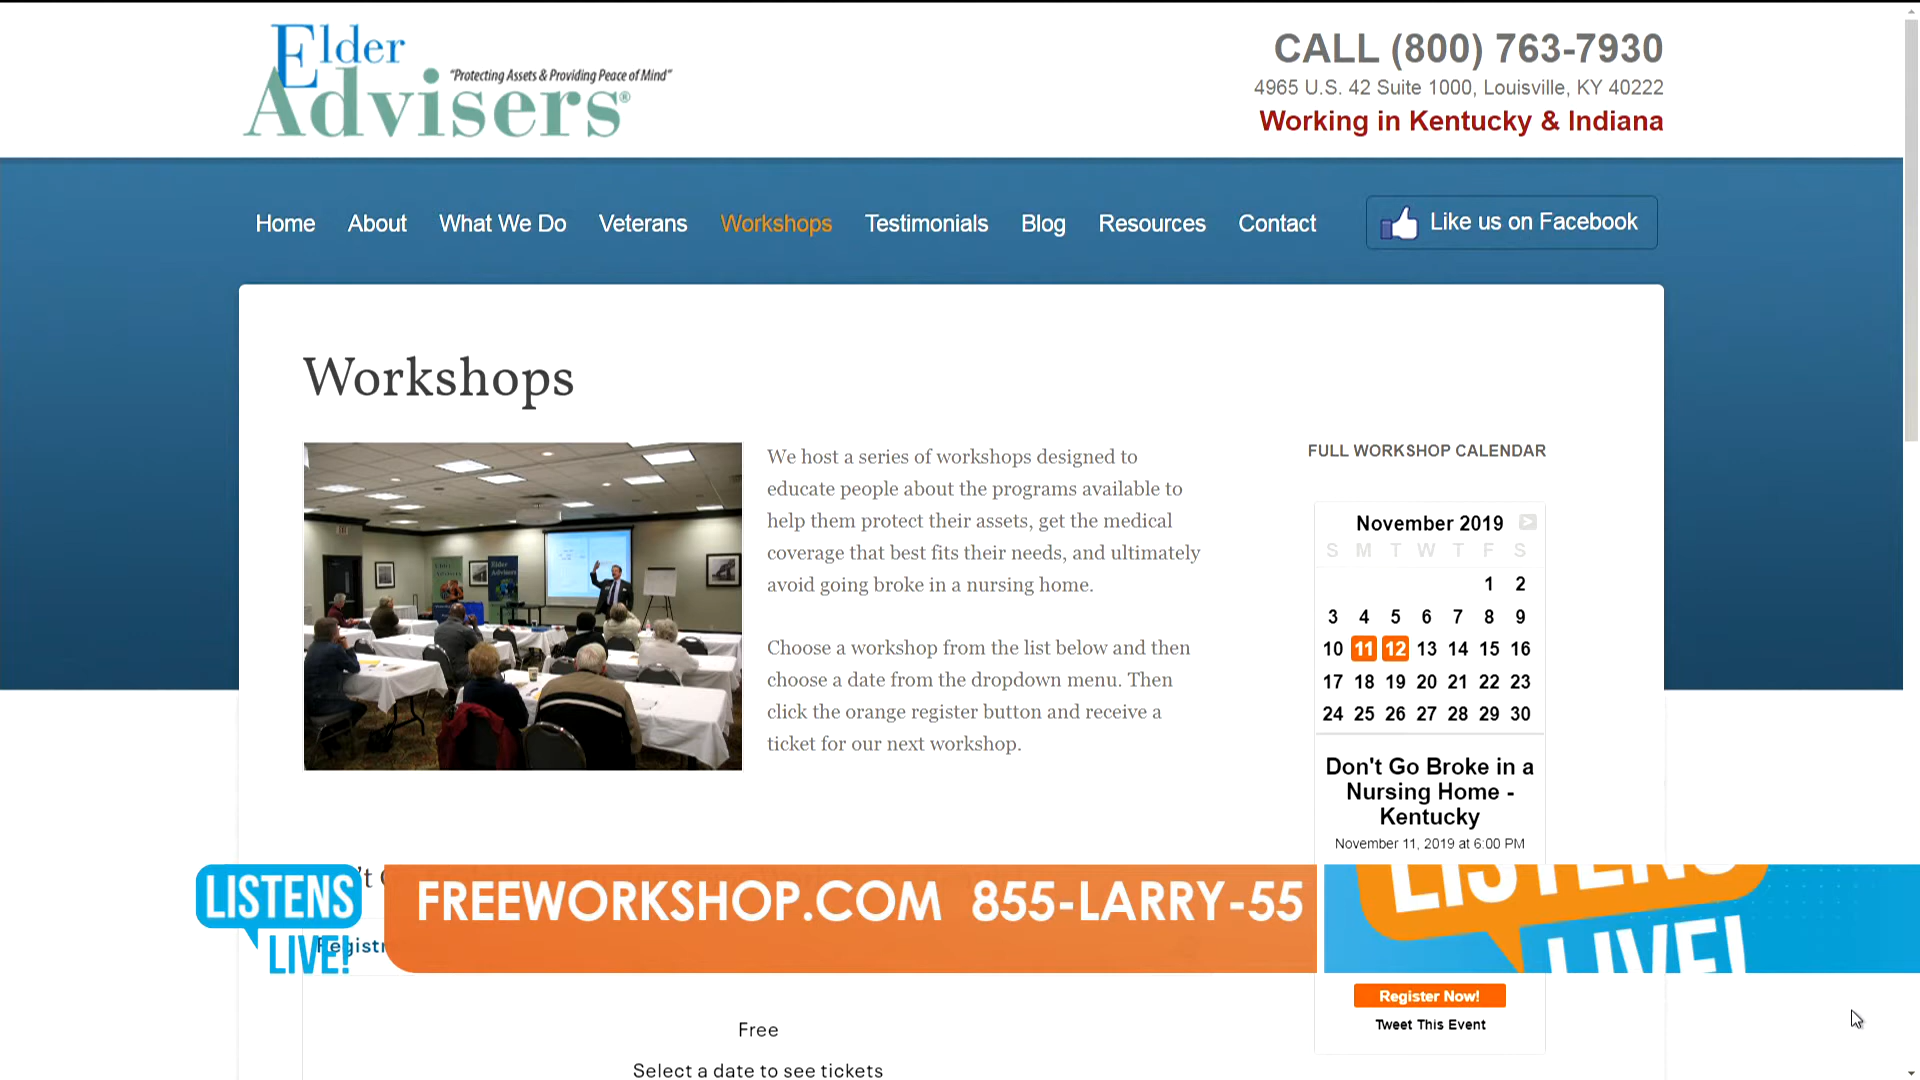 Elder
Advisers®
"Protecting Assets & Providing Peace of Mind"
CALL (800) 763-7930
4965 U.S. 42 Suite 1000, Louisville, KY 40222
Working in Kentucky & Indiana
Home About What We Do Veterans Workshops Testimonials Blog Resources Contact
Like us on Facebook
Workshops
We host a series of workshops designed to
educate people about the programs available to
help them protect their assets, get the medical
coverage that best fits their needs, and ultimately
avoid going broke in a nursing home.
Choose a workshop from the list below and then
choose a date from the dropdown menu. Then
click the orange register button and receive a
ticket for our next workshop.
Elder
Advisers
FULL WORKSHOP CALENDAR
November 2019
S M T W T F S
1 2
3 4 5 6 7 8 9
10 11 12 13 14 15 16
17 18 19 20 21 22 23
24 25 26 27 28 29 30
Don't Go Broke in a
Nursing Home -
Kentucky
November 11, 2019 at 6:00 PM
LISTENS
LIVE!
FREEWORKSHOP.COM 855-LARRY-55
LISTENS
LIVE!
Register Now!
Tweet This Event
Free
Select a date to see tickets